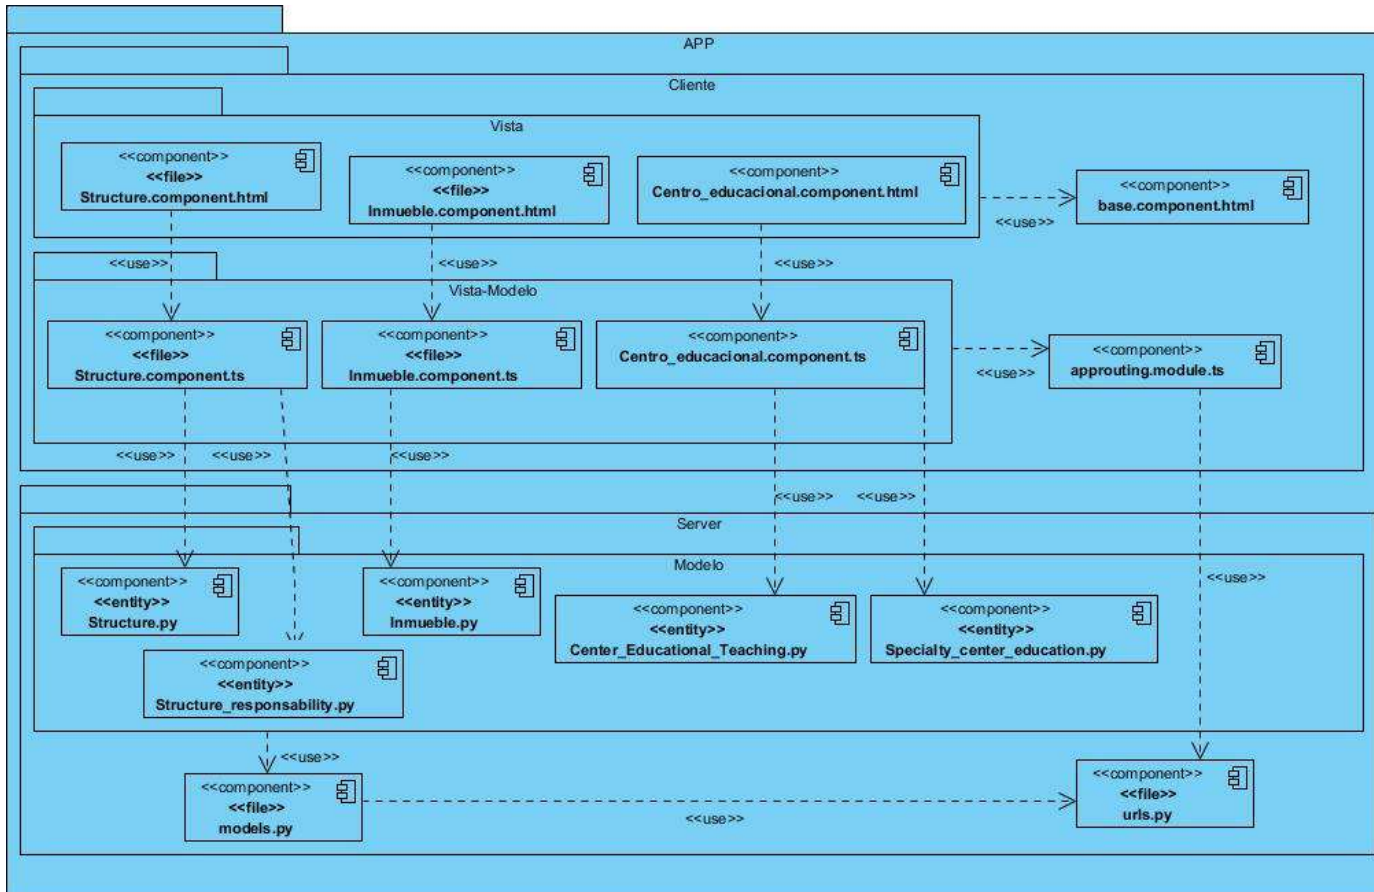 APP
Cliente
Vista
<<component>>
<<file>>
Structure.component.html
<<component>>
<<file>>
Inmueble.component.html
<<component>>
Centro_educacional.component.html
<<component>>
base.component.html
<<use>>
<<use>>
<<use>>
<<use>>
Vista-Modelo
<<component>>
<<file>>
Structure.component.ts
<<component>>
<<file>>
Inmueble.component.ts
<<component>>
Centro_educacional.component.ts
<<component>>
approuting.module.ts
<<use>>
<<use>>
<<use>>
<<use>>
<<use>>
<<use>>
Server
Modelo
<<component>>
<<entity>>
Structure.py
<<component>>
<<entity>>
Inmueble.py
<<component>>
<<entity>>
Center_Educational_Teaching.py
<<component>>
<<entity>>
Specialty_center_education.py
<<use>>
<<component>>
<<entity>>
Structure_responsability.py
<<use>>
<<component>>
<<file>>
models.py
<<use>>
<<component>>
<<file>>
urls.py